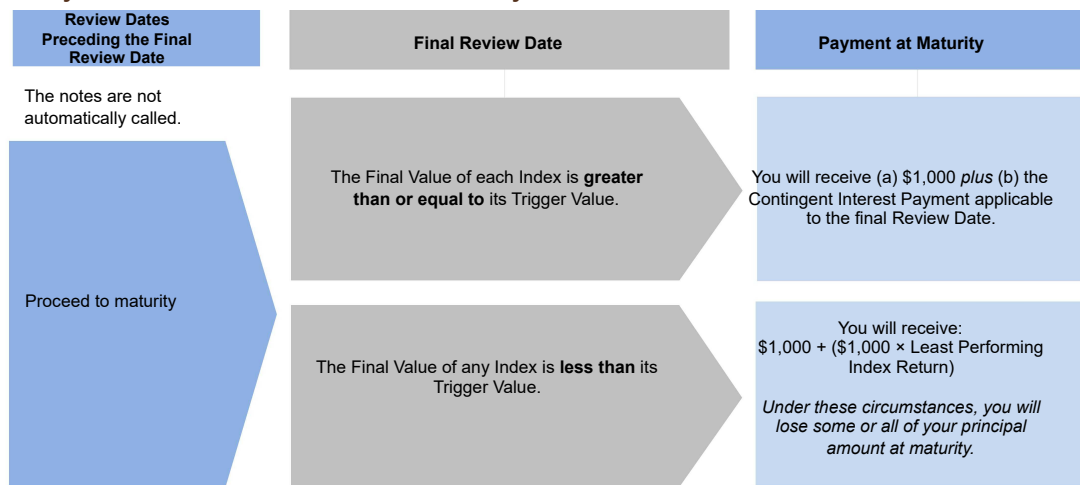 Review Dates
Preceding the Final
Review Date
Final Review Date
Payment at Maturity
The notes are not
automatically called.
Proceed to maturity
The Final Value of each Index is greater
than or equal to its Trigger Value.
You will receive (a) $1,000 plus (b) the
Contingent Interest Payment applicable
to the final Review Date.
The Final Value of any Index is less than its
Trigger Value.
You will receive:
$1,000 + ($1,000 × Least Performing
Index Return)
Under these circumstances, you will
lose some or all of your principal
amount at maturity.